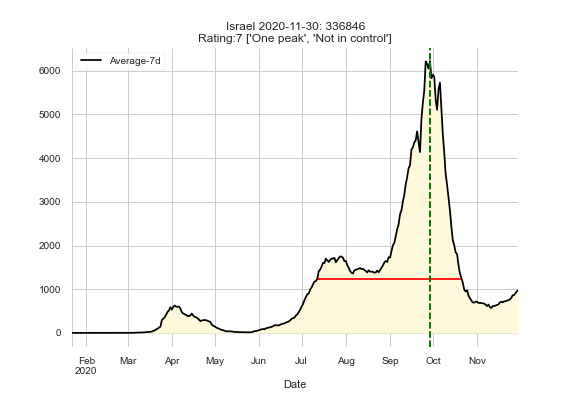 Israel 2020-11-30: 336846
Rating:7 ['One peak', 'Not in control']
Average-7d
6000
5000
4000
3000
2000
1000
0
Feb Mar Apr May Jun Jul Aug Sep Oct Nov
2020
Date